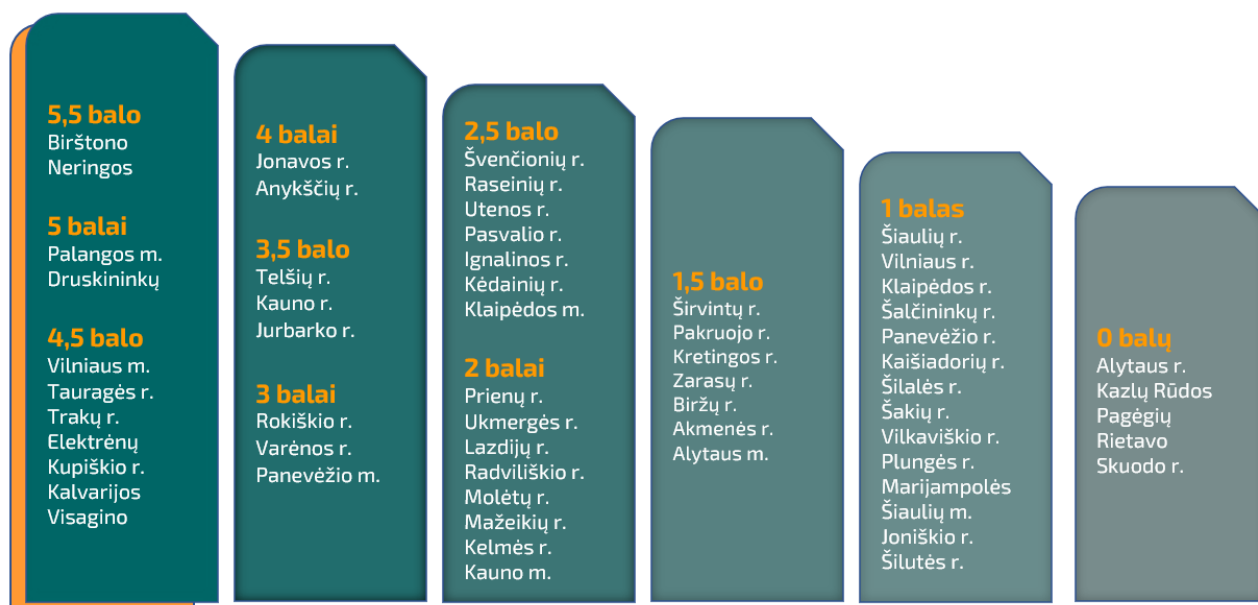 5,5 balo
Birštono
Neringos
5 balai
Palangos m.
Druskininkų
4,5 balo
Vilniaus m.
Tauragės r.
Trakų r.
Elektrėnų
Kupiškio r.
Kalvarijos
Visagino
4 balai
Jonavos r.
Anykščių r.
3,5 balo
Telšių r.
Kauno r.
Jurbarko r.
3 balai
Rokiškio r.
Varėnos r.
Panevėžio m.
2,5 balo
Švenčionių r.
Raseinių r.
Utenos r.
Pasvalio r.
Ignalinos r.
Kėdainių r.
Klaipėdos m.
2 balai
Prienų r.
Ukmergės r.
Lazdijų r.
Radviliškio r.
Molėtų r.
Mažeikių r.
Kelmės r.
Kauno m.
1,5 balo
Širvintų r.
Pakruojo r.
Kretingos r.
Zarasų r.
Biržų r.
Akmenės r.
Alytaus m.
1 balas
Šiaulių r.
Vilniaus r.
Klaipėdos r.
Šalčininkų r.
Panevėžio r.
Kaišiadorių r.
Šilalės r.
Šakių r.
Vilkaviškio r.
Plungės r.
Marijampolės
Šiaulių m.
Joniškio r.
Šilutės r.
0 balų
Alytaus r.
Kazlų Rūdos
Pagėgių
Rietavo
Skuodo r.